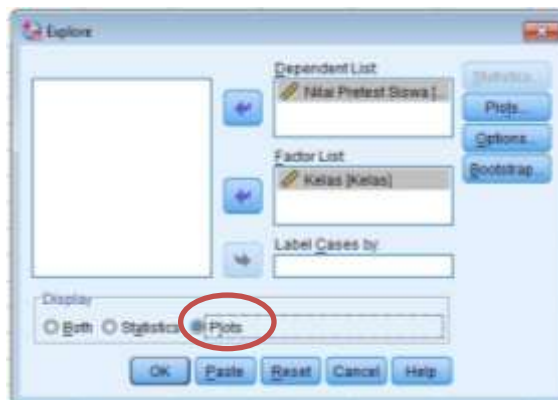 Explore
Dependent List
Nilai Pretest Siswa [...
Statistics...
Plots...
Options...
Bootstrap...
Factor List
Kelas [Kelas]
Label Cases by
Display
Both Statistics Plots
OK Paste Reset Cancel Help